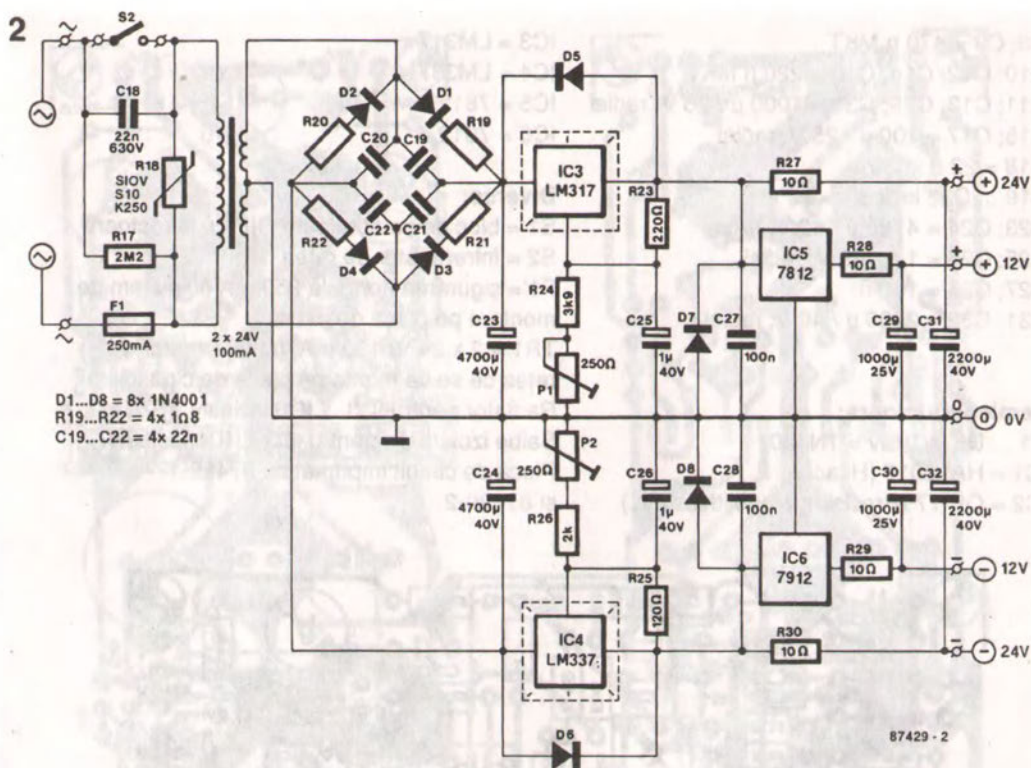 2
S2
C18
22n
630V
R18
SIOV
S10
K250
R17
2M2
F1
250mA
2 x 24V
100mA
D1...D8 = 8x 1N4001
R19...R22 = 4x 1Ω8
C19...C22 = 4x 22n
D2
D1
R20
R19
C20
C19
C22
C21
R22
R21
D4
D3
D5
IC3
LM317
R23
220Ω
R24
3k9
C23
4700µ
40V
P1
250Ω
C25
1µ
40V
D7
C27
100n
R27
10Ω
IC5
7812
R28
10Ω
C29
1000µ
25V
C31
2200µ
40V
+
24V
+
12V
0
0V
P2
250Ω
C24
4700µ
40V
R26
2k
C26
1µ
40V
D8
C28
100n
C30
1000µ
25V
C32
2200µ
40V
IC6
7912
R29
10Ω
R25
120Ω
R30
10Ω
IC4
LM337
D6
−
12V
−
24V
87429 - 2
IC3 = LM317